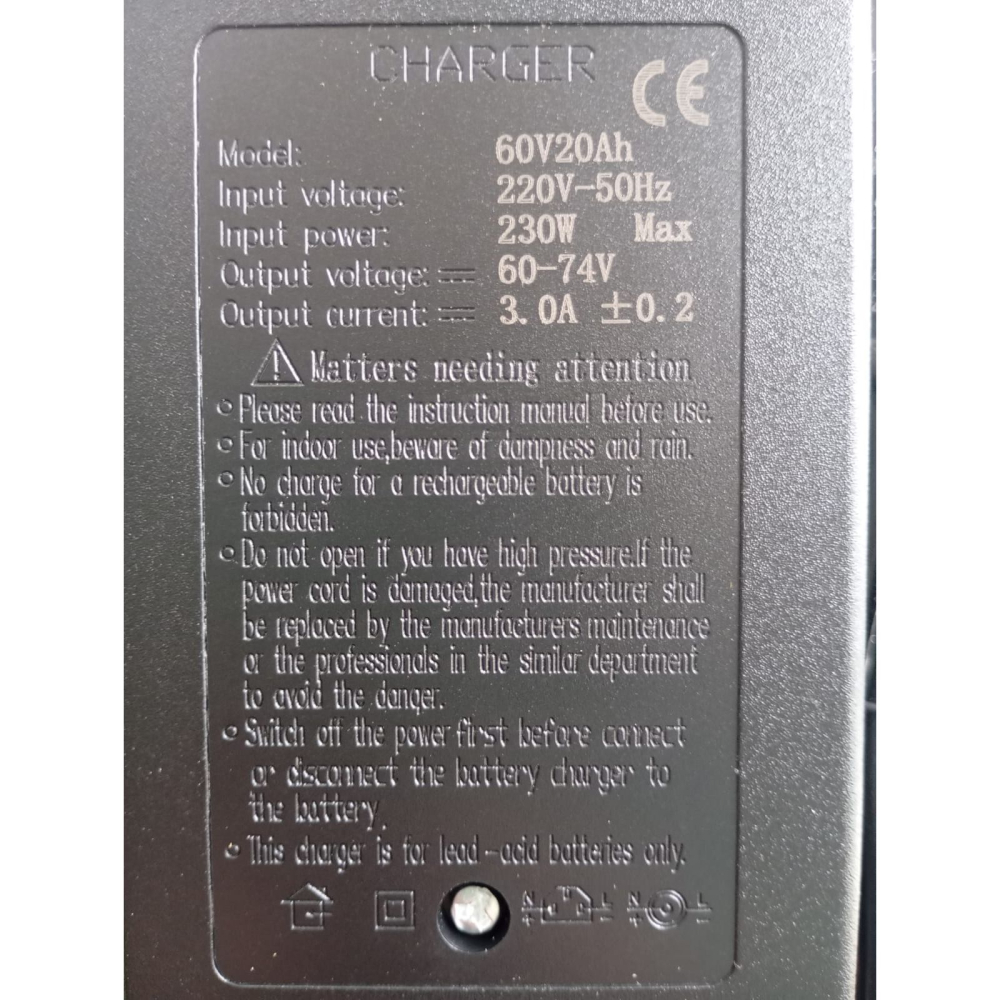 CHARGER CE
Model: 60V20Ah
Input voltage: 220V-50Hz
Input power: 230W Max
Output voltage: 60-74V
Output current: 3.0A ±0.2
Matters needing attention
Please read the instruction manual before use.
For indoor use,beware of dampness and rain.
No charge for a rechargeable battery is
forbidden.
Do not open if you have high pressure.If the
power cord is damaged,the manufacturer shall
be replaced by the manufacturers maintenance
or the professionals in the similar department
to avoid the danger.
Switch off the power first before connect
or disconnect the battery charger to
the battery.
This charger is for lead-acid batteries only.
N L N L